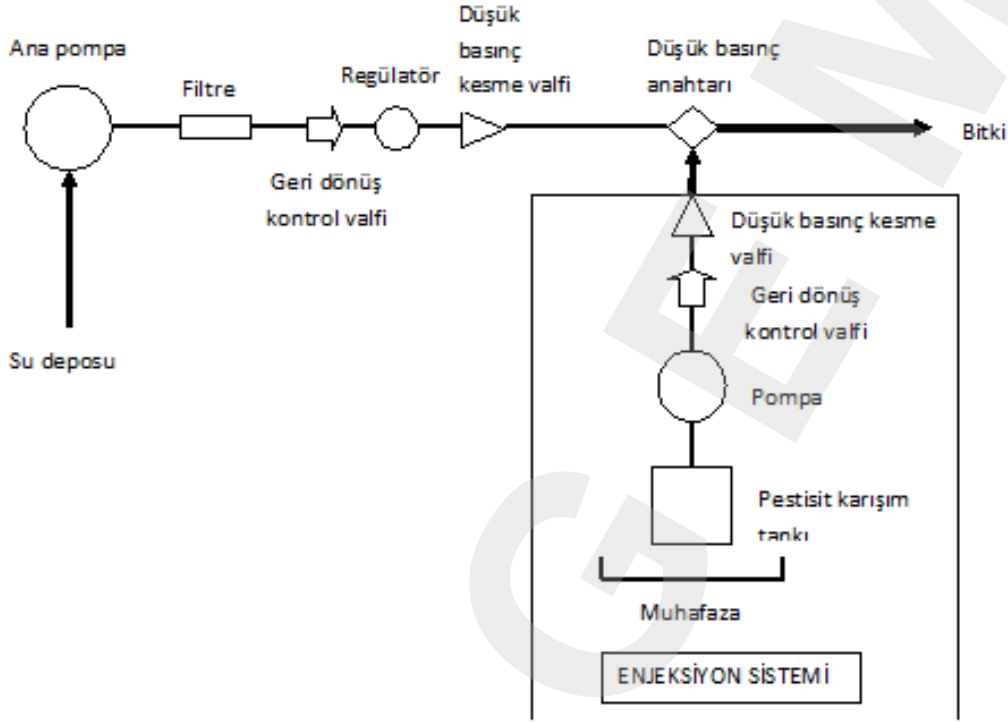 Ana pompa
Filtre
Geri dönüş
kontrol valfi
Regülatör
Düşük
basınç
kesme valfi
Düşük basınç
anahtarı
Bitki
Su deposu
Düşük basınç kesme
valfi
Geri dönüş
kontrol valfi
Pompa
Pestisit karışım
tankı
Muhafaza
ENJEKSİYON SİSTEMİ
G E M